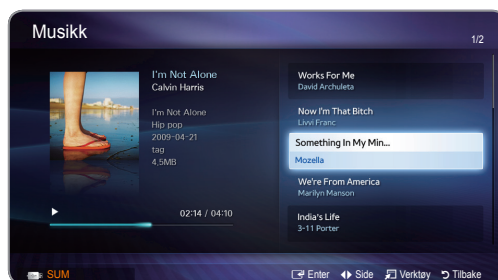 Musikk
1/2
I'm Not Alone
Calvin Harris
I'm Not Alone
Hip pop
2009-04-21
tag
4,5MB
02:14 / 04:10
Works For Me
David Archuleta
Now I'm That Bitch
Livvi Franc
Something In My Min...
Mozella
We're From America
Marilyn Manson
India's Life
3-11 Porter
SUM
Enter Side Verktøy Tilbake